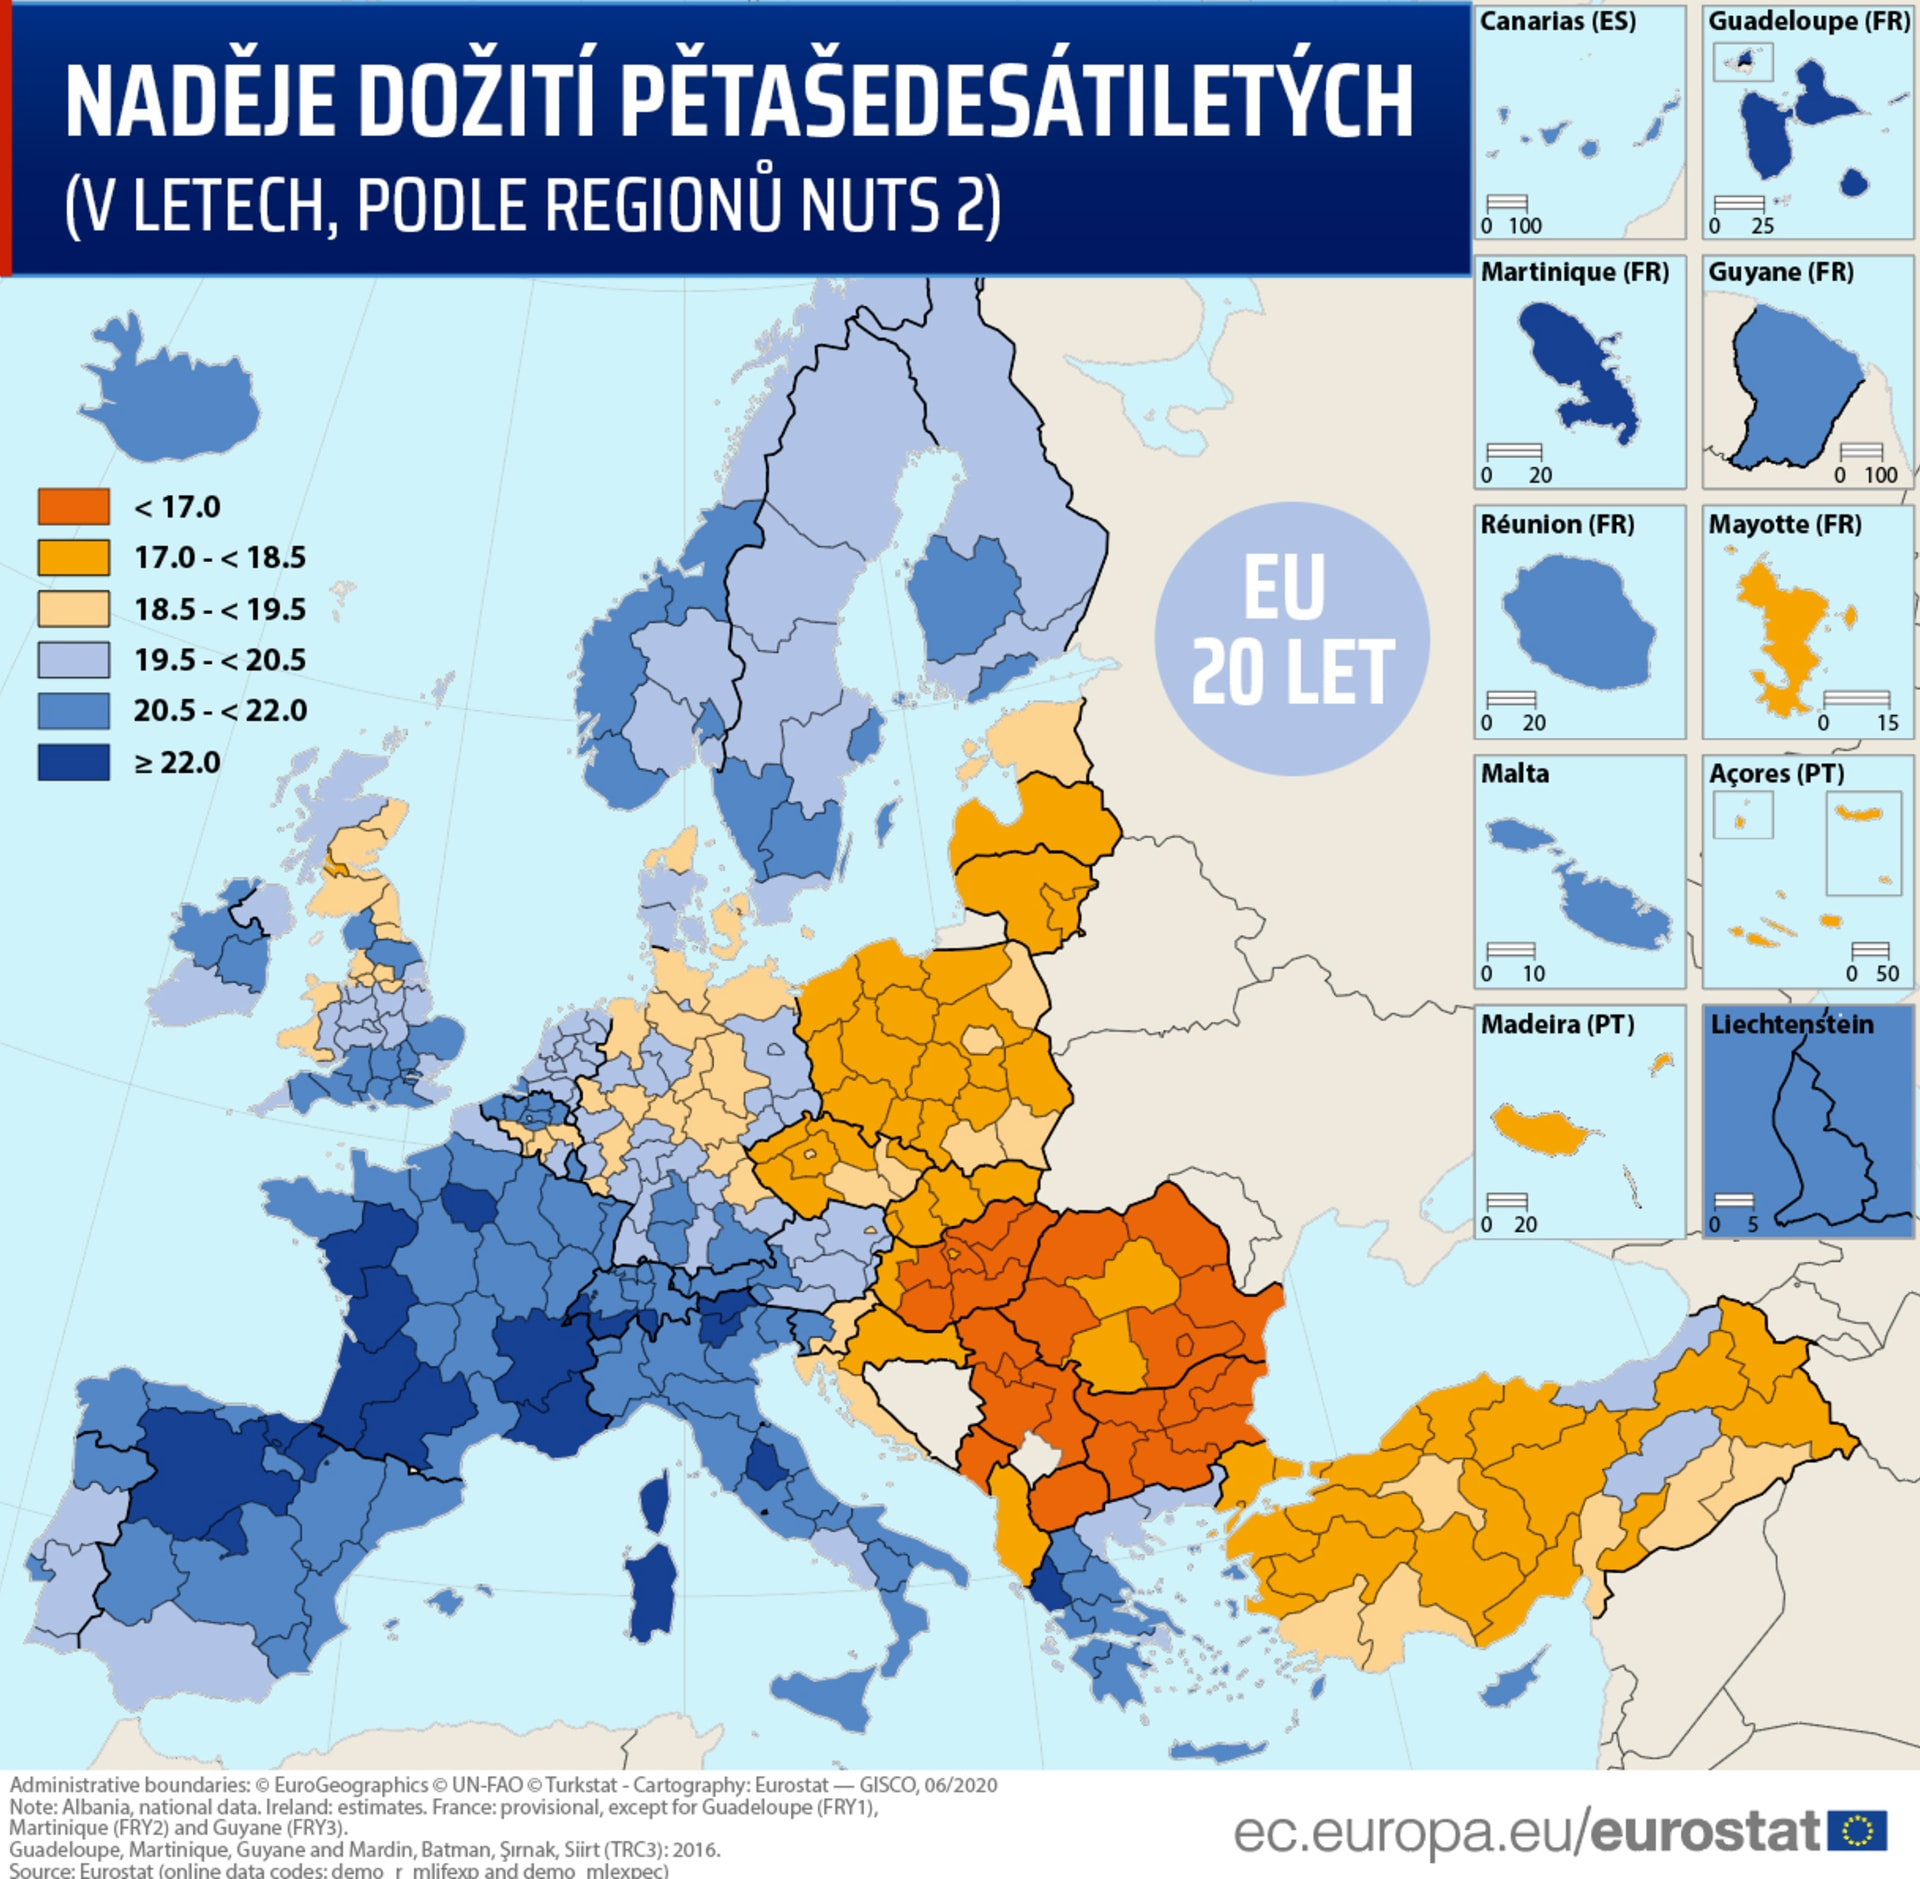 NADĚJE DOŽITÍ PĚTAŠEDESÁTILETÝCH
(V LETECH, PODLE REGIONŮ NUTS 2)
Canarias (ES)
0 100
Guadeloupe (FR)
0 25
Martinique (FR)
0 20
Guyane (FR)
0 100
< 17.0
17.0 - < 18.5
18.5 - < 19.5
19.5 - < 20.5
20.5 - < 22.0
≥ 22.0
EU
20 LET
Réunion (FR)
0 20
Mayotte (FR)
0 15
Malta
0 10
Açores (PT)
0 50
Madeira (PT)
0 20
Liechtenstein
0 5
Administrative boundaries: © EuroGeographics © UN-FAO © Turkstat - Cartography: Eurostat — GISCO, 06/2020
Note: Albania, national data. Ireland: estimates. France: provisional, except for Guadeloupe (FRY1),
Martinique (FRY2) and Guyane (FRY3).
Guadeloupe, Martinique, Guyane and Mardin, Batman, Şırnak, Siirt (TRC3): 2016.
Source: Eurostat (online data codes: demo_r_mlifexp and demo_mlexpec)
ec.europa.eu/eurostat